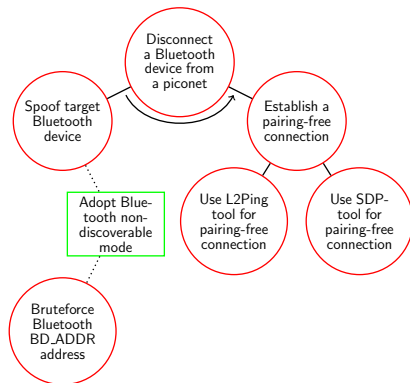 Disconnect
a Bluetooth
device from
a piconet
Spoof target
Bluetooth
device
Establish a
pairing-free
connection
Adopt Blue-
tooth non-
discoverable
mode
Use L2Ping
tool for
pairing-free
connection
Use SDP-
tool for
pairing-free
connection
Bruteforce
Bluetooth
BD_ADDR
address